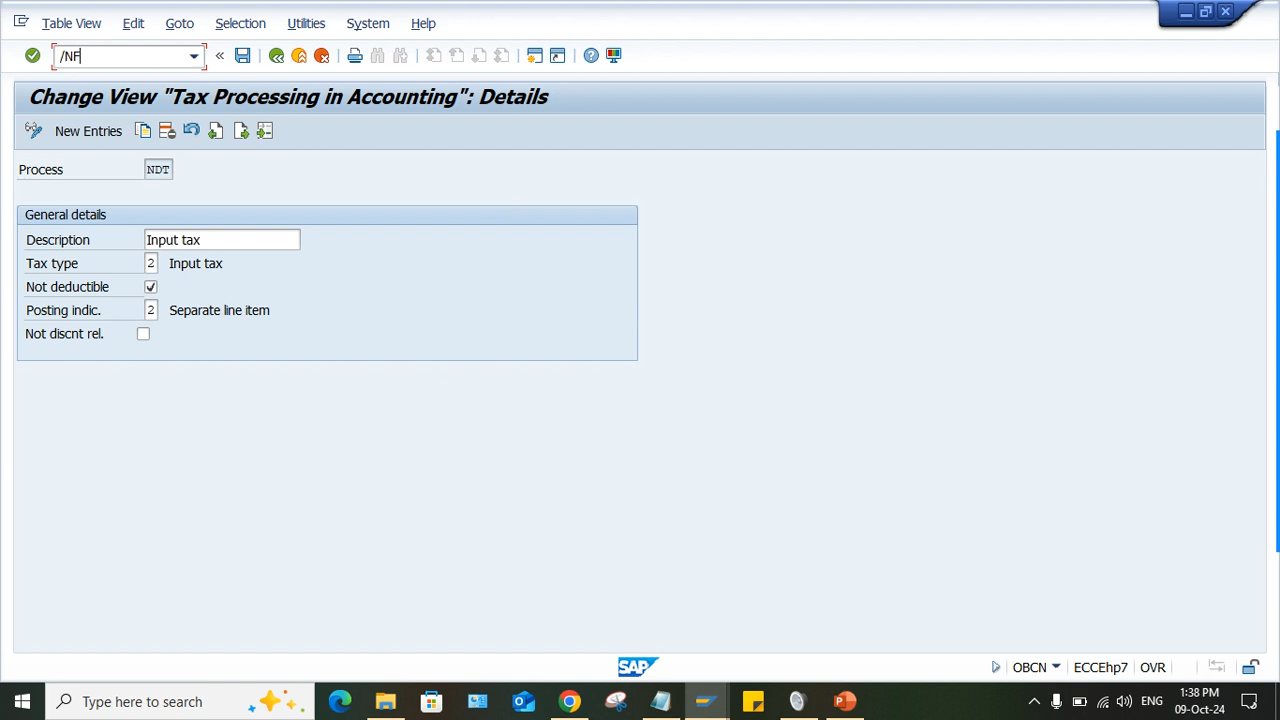 Table View Edit Goto Selection Utilities System Help
/NF
Change View "Tax Processing in Accounting": Details
New Entries
Process NDT
General details
Description Input tax
Tax type 2 Input tax
Not deductible
Posting indic. 2 Separate line item
Not discnt rel.
SAP OBCN ECCEhp7 OVR
Type here to search ENG 1:38 PM
09-Oct-24